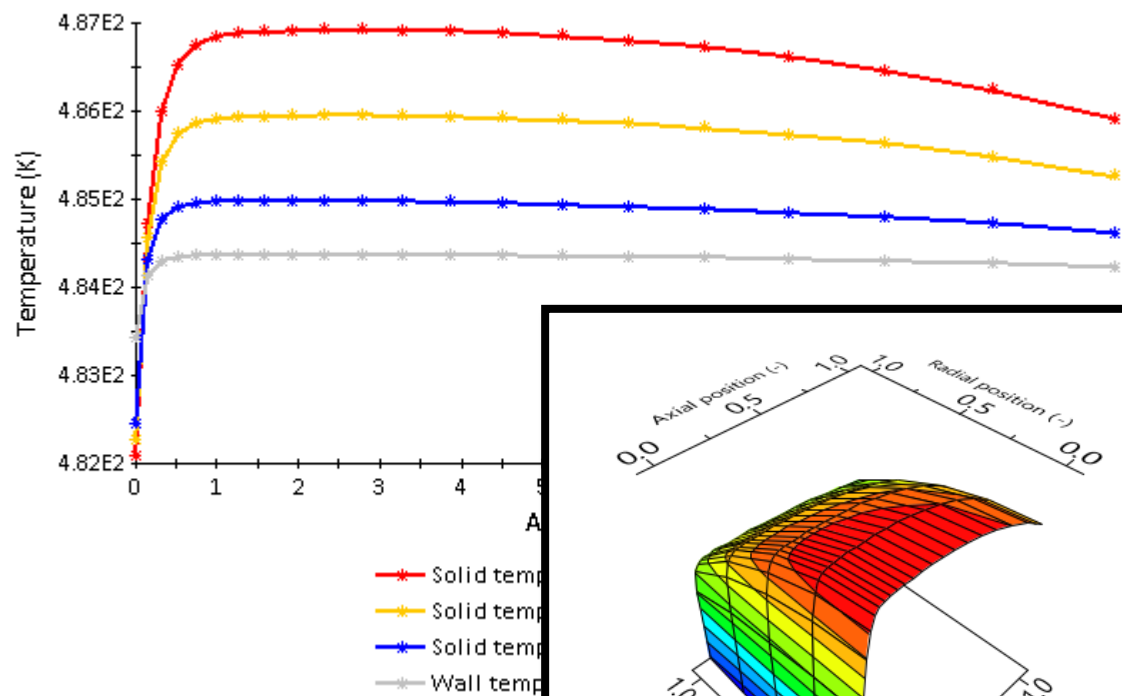 4.87E2
4.86E2
4.85E2
4.84E2
4.83E2
4.82E2
Temperature (K)
0 1 2 3 4
A
Solid temp
Solid temp
Solid temp
Wall temp
Axial position (-)
0.0 0.5 1.0
Radial position (-)
1.0 0.5 0.0
1.0